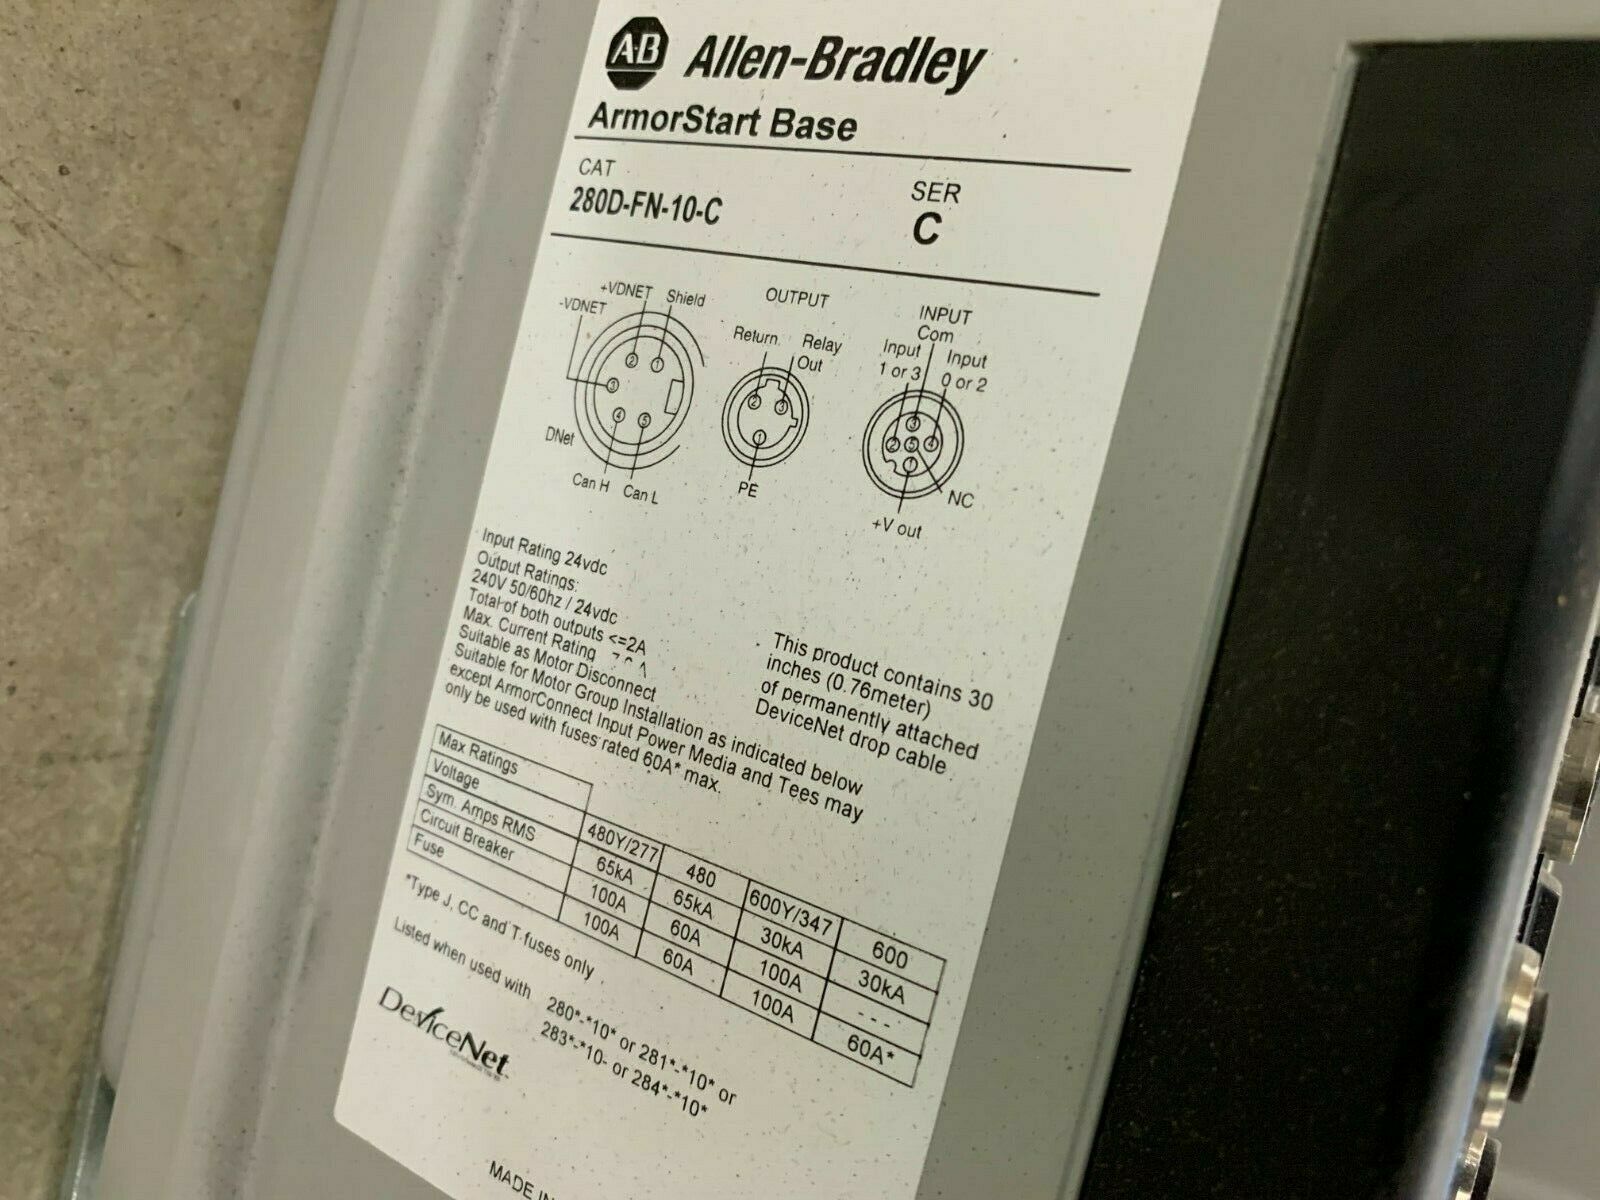 AB Allen-Bradley
ArmorStart Base
CAT
280D-FN-10-C
SER
C
-VDNET
+VDNET
Shield
2
1
3
4
5
DNet
Can H
Can L
OUTPUT
Return
Relay
Out
2
3
1
PE
INPUT
Com
Input
1 or 3
Input
0 or 2
3
2
5
4
NC
+V out
Input Rating 24vdc
Output Ratings:
240V 50/60hz / 24vdc
Total of both outputs <=2A
Max. Current Rating
Suitable as Motor Disconnect
Suitable for Motor Group Installation as indicated below
except ArmorConnect Input Power Media and Tees may
only be used with fuses rated 60A* max.
This product contains 30
inches (0.76meter)
of permanently attached
DeviceNet drop cable
Max Ratings
Voltage 480Y/277 480 600Y/347 600
Sym. Amps RMS 65kA 65kA 30kA 30kA
Circuit Breaker 100A 60A 100A ---
Fuse 100A 60A 100A 60A*
*Type J, CC and T fuses only
Listed when used with 280*-*10* or 281*-*10* or
283*-*10- or 284*-*10*
DeviceNet
MADE IN